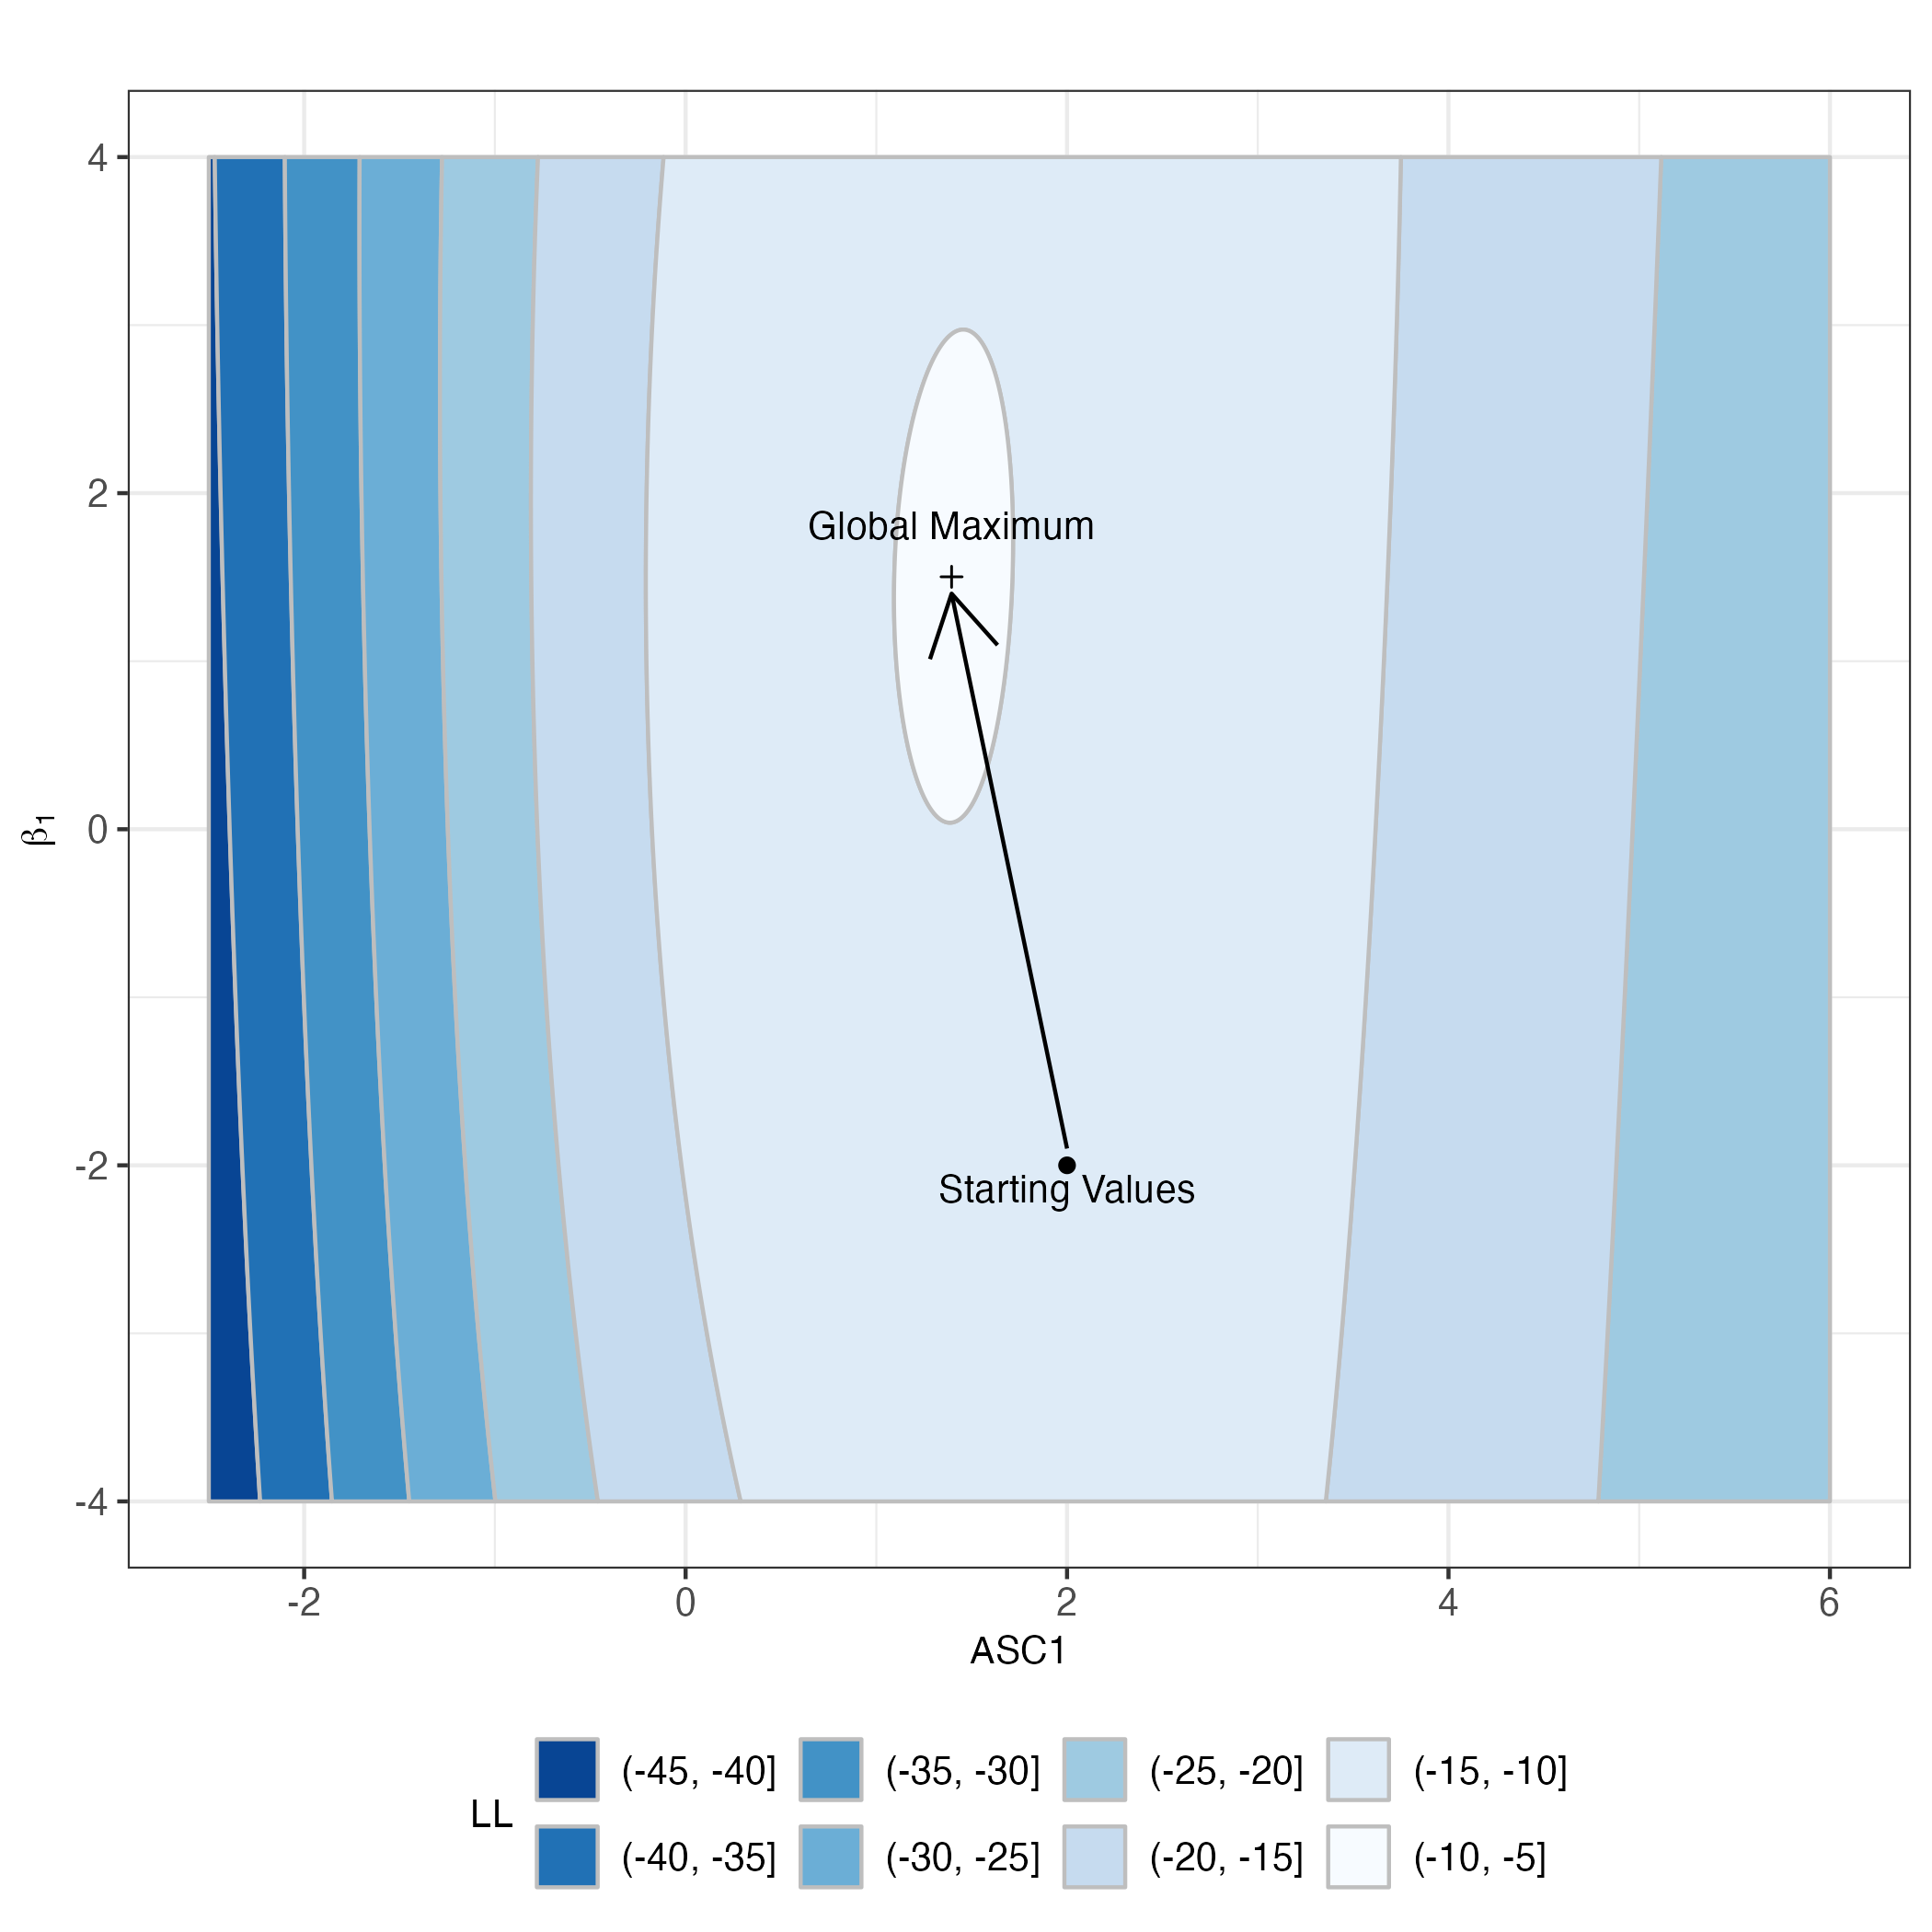 4
2
0
-2
-4
β1
Global Maximum
Starting Values
-2 0 2 4 6
ASC1
LL
(-45, -40] (-35, -30] (-25, -20] (-15, -10]
(-40, -35] (-30, -25] (-20, -15] (-10, -5]